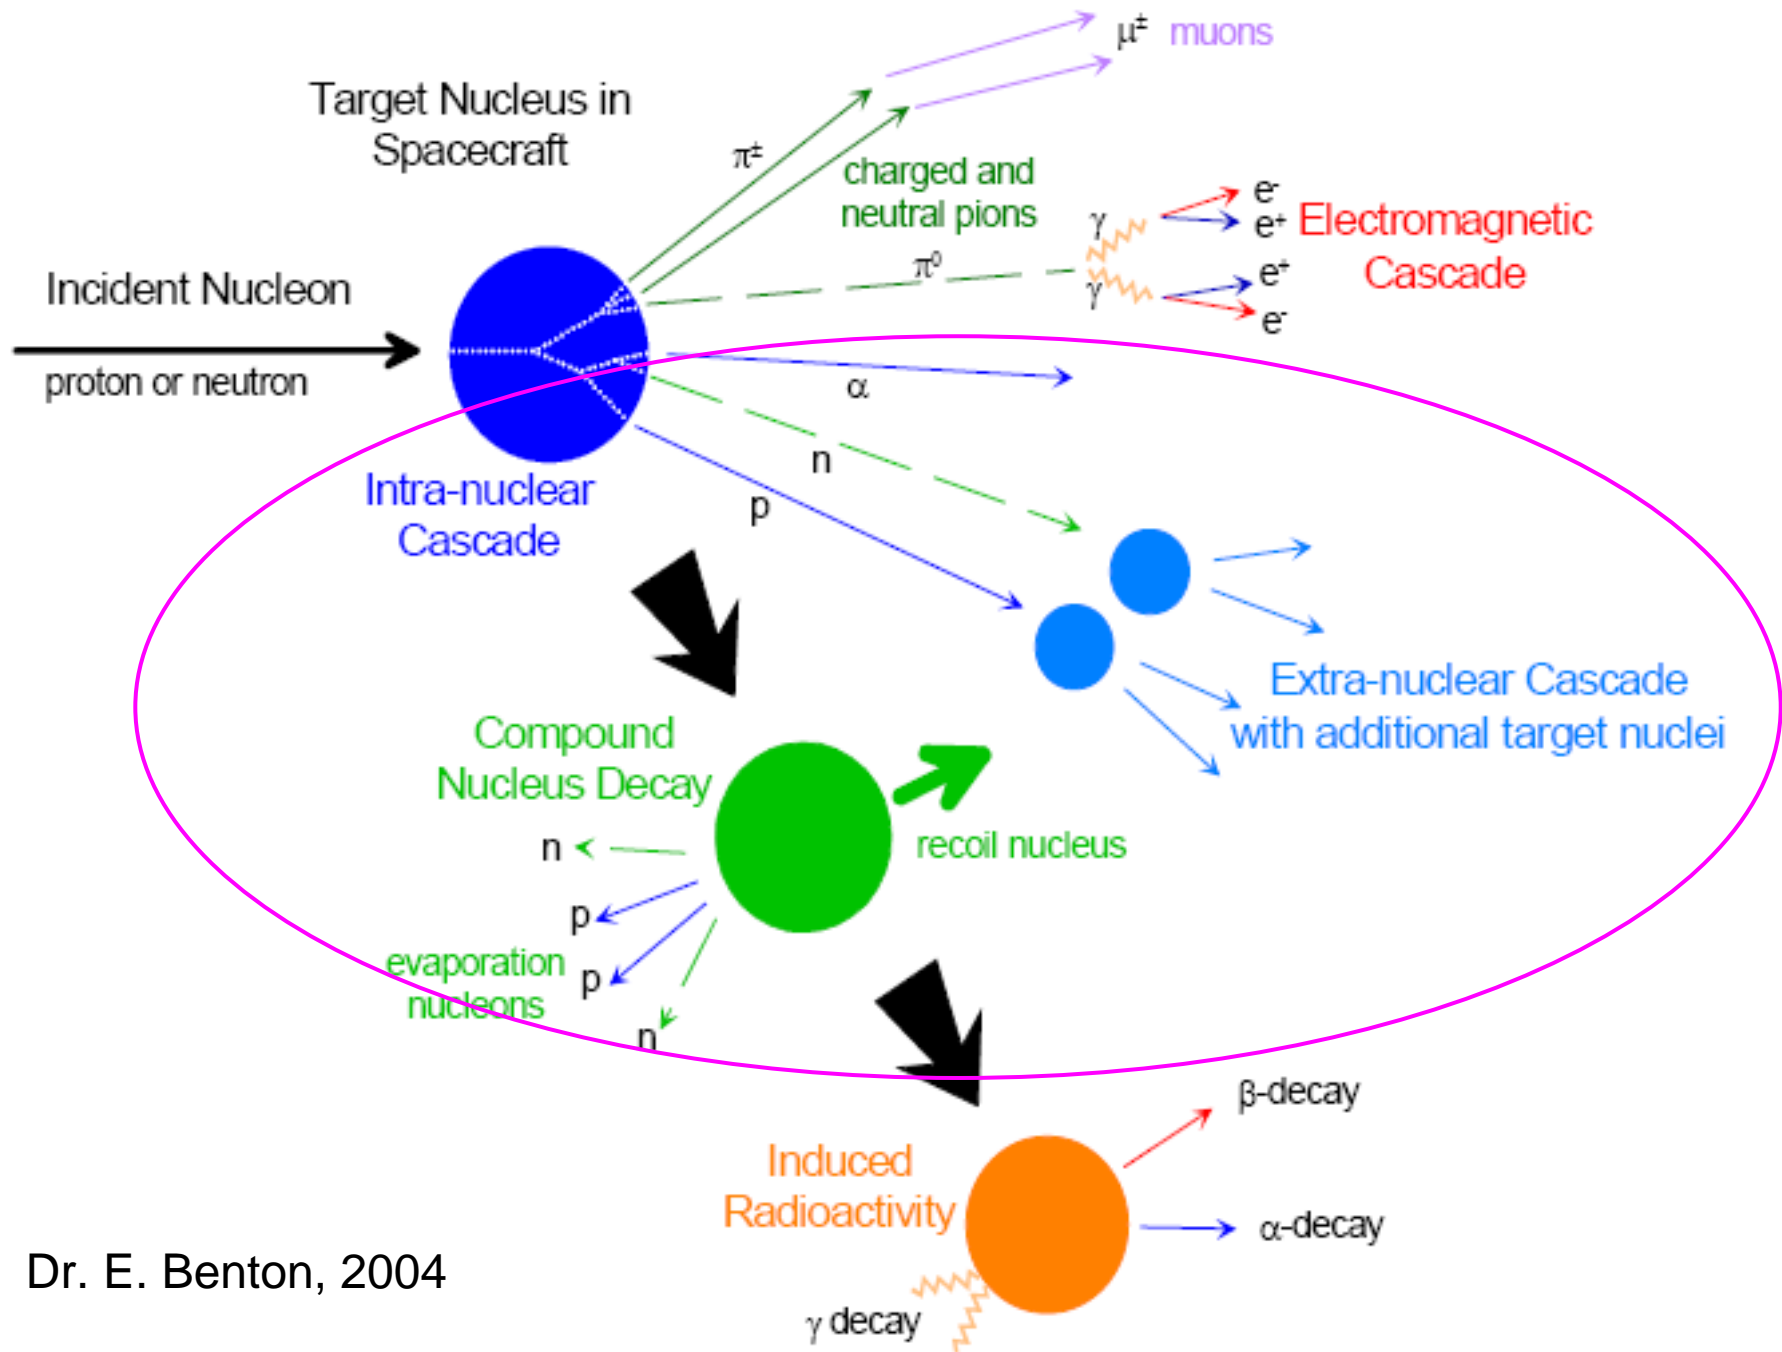 μ± muons
Target Nucleus in
Spacecraft
π±
charged and
neutral pions
γ
e-
e+
Electromagnetic
Cascade
π0
γ
e+
e-
Incident Nucleon
proton or neutron
α
n
p
Intra-nuclear
Cascade
Extra-nuclear Cascade
with additional target nuclei
Compound
Nucleus Decay
recoil nucleus
n
p
evaporation
nucleons
p
n
β-decay
Induced
Radioactivity
α-decay
γ decay
Dr. E. Benton, 2004